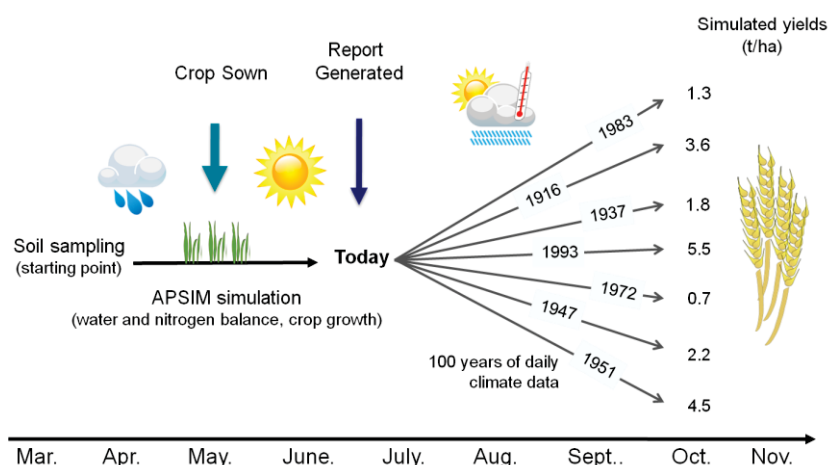 Simulated yields
(t/ha)
Report
Generated
Crop Sown
1.3
1983
3.6
1916
1.8
1937
Soil sampling
(starting point)
Today
1993
5.5
1972
0.7
APSIM simulation
(water and nitrogen balance, crop growth)
1947
2.2
100 years of daily
climate data
1951
4.5
Mar. Apr. May. June. July. Aug. Sept.. Oct. Nov.